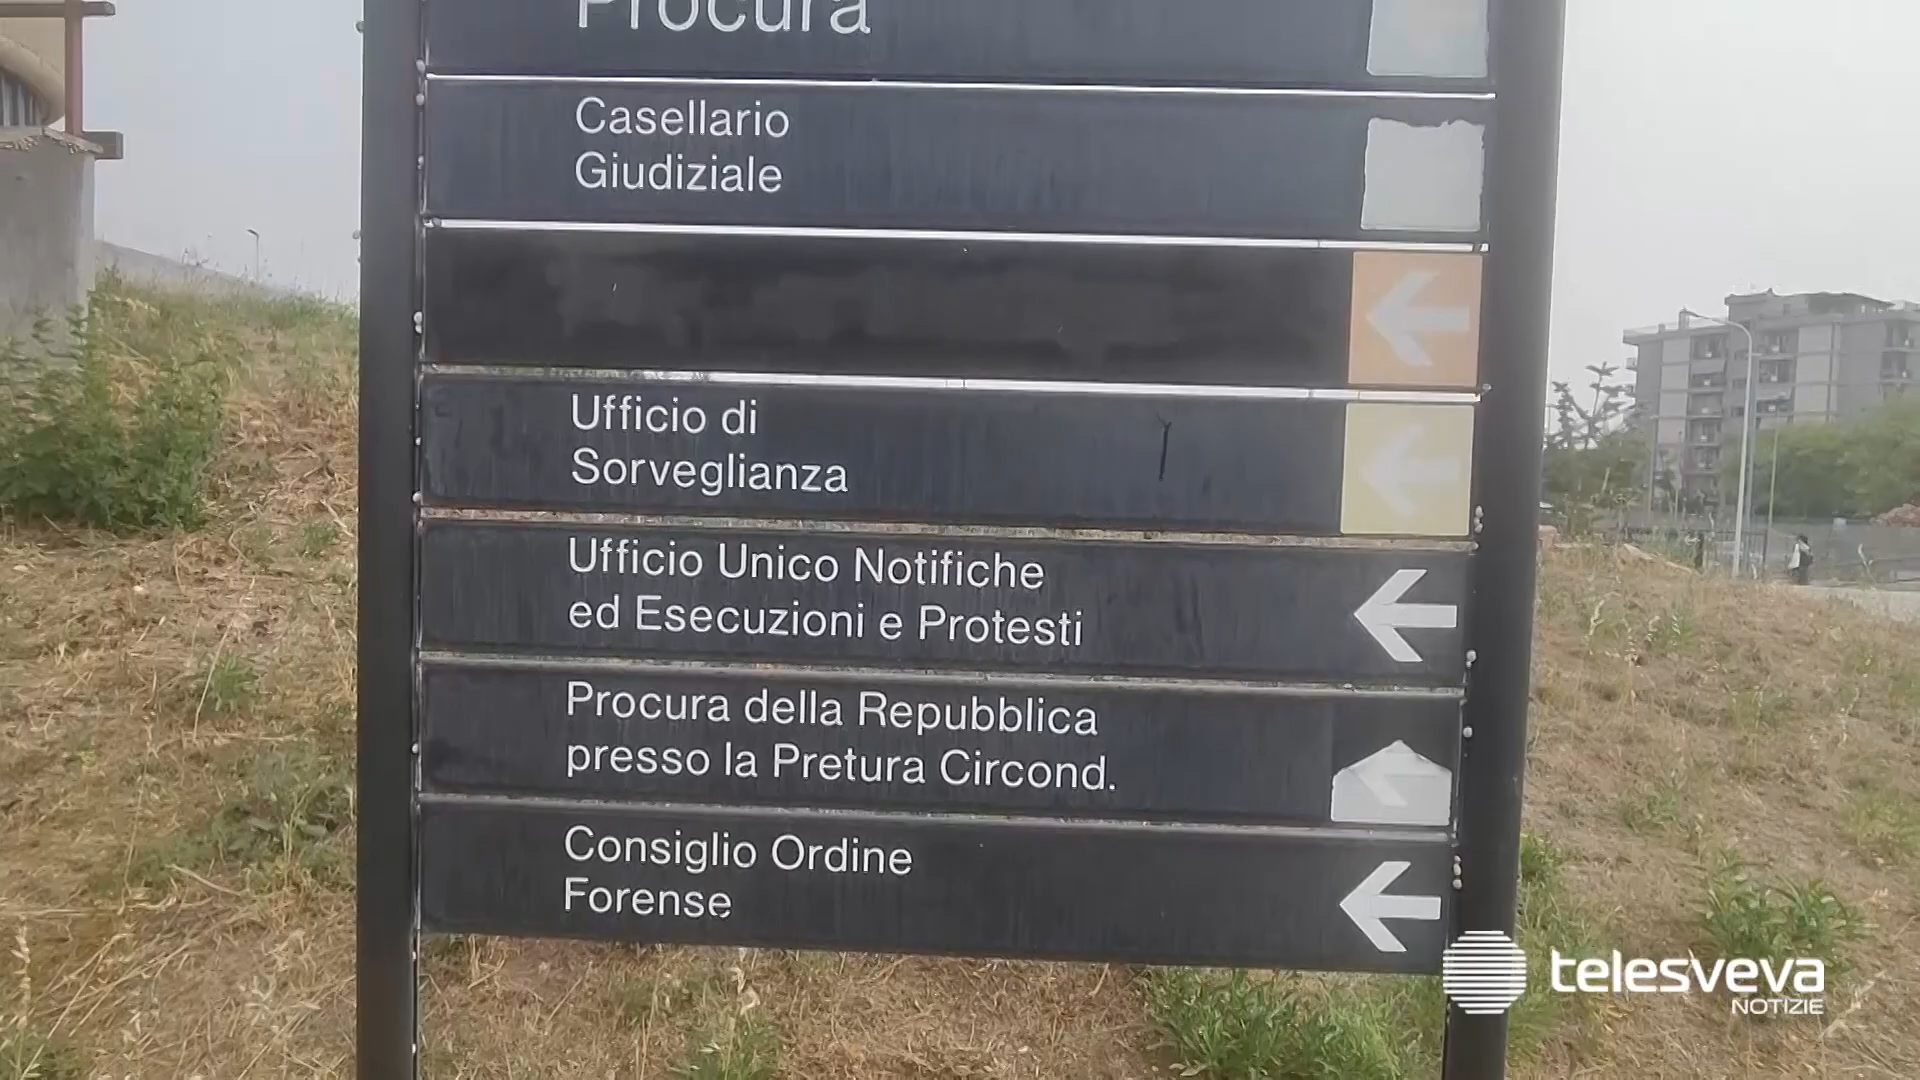 Procura
Casellario
Giudiziale
Ufficio di
Sorveglianza
Ufficio Unico Notifiche
ed Esecuzioni e Protesti
Procura della Repubblica
presso la Pretura Circond.
Consiglio Ordine
Forense
telesveva
NOTIZIE